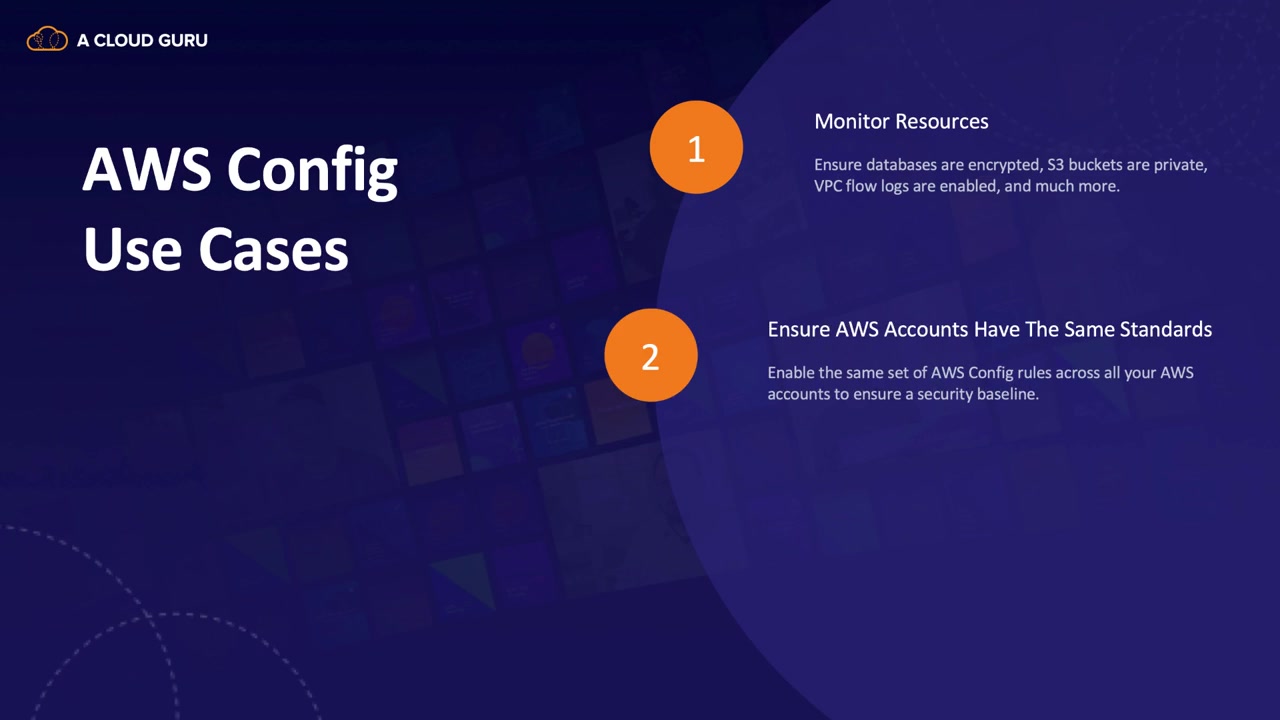 A CLOUD GURU
AWS Config
Use Cases
1
Monitor Resources
Ensure databases are encrypted, S3 buckets are private,
VPC flow logs are enabled, and much more.
2
Ensure AWS Accounts Have The Same Standards
Enable the same set of AWS Config rules across all your AWS
accounts to ensure a security baseline.